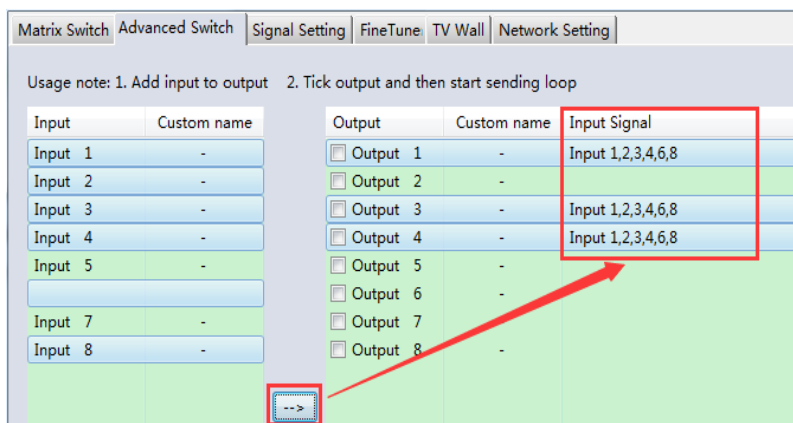 Matrix Switch Advanced Switch Signal Setting FineTune TV Wall Network Setting
Usage note: 1. Add input to output 2. Tick output and then start sending loop
Input Custom name Output Custom name Input Signal
Input 1 - Output 1 - Input 1,2,3,4,6,8
Input 2 - Output 2 -
Input 3 - Output 3 - Input 1,2,3,4,6,8
Input 4 - Output 4 - Input 1,2,3,4,6,8
Input 5 - Output 5 -
Output 6 -
Input 7 - Output 7
Input 8 - Output 8 -
-->